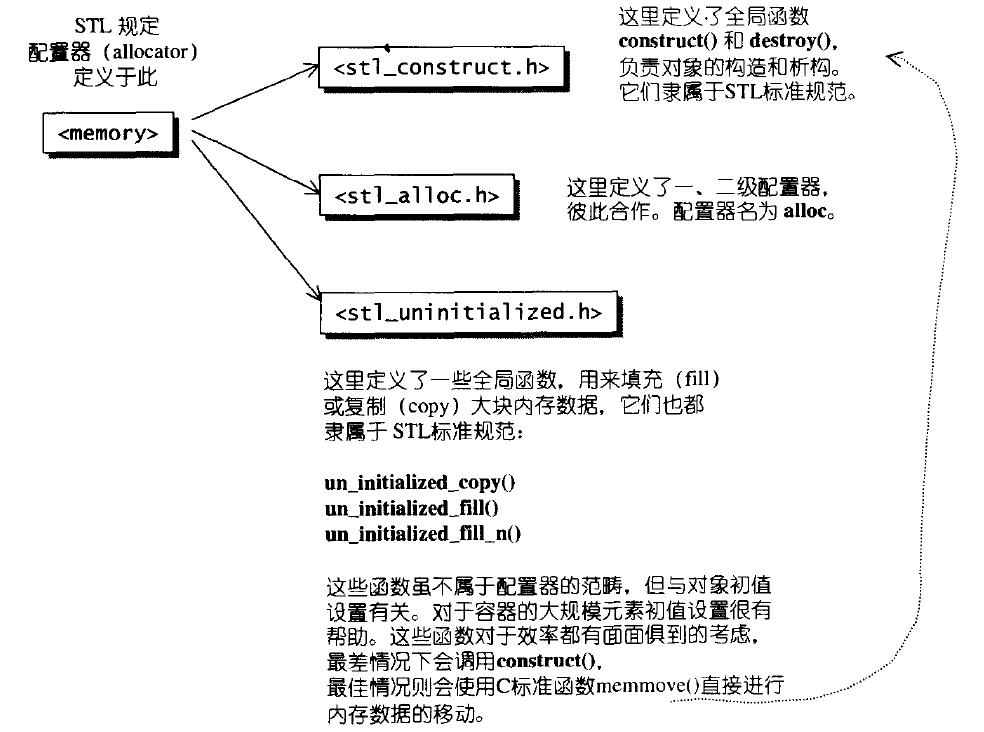 STL 规定
配置器（allocator）
定义于此
<memory>
<stl_construct.h>
这里定义了全局函数
construct() 和 destroy(),
负责对象的构造和析构。
它们隶属于STL标准规范。
<stl_alloc.h>
这里定义了一、二级配置器，
彼此合作。配置器名为 alloc。
<stl_uninitialized.h>
这里定义了一些全局函数，用来填充（fill）
或复制（copy）大块内存数据，它们也都
隶属于 STL标准规范：
un_initialized_copy()
un_initialized_fill()
un_initialized_fill_n()
这些函数虽不属于配置器的范畴，但与对象初值
设置有关。对于容器的大规模元素初值设置很有
帮助。这些函数对于效率都有面面俱到的考虑，
最差情况下会调用construct(),
最佳情况则会使用C标准函数memmove()直接进行
内存数据的移动。